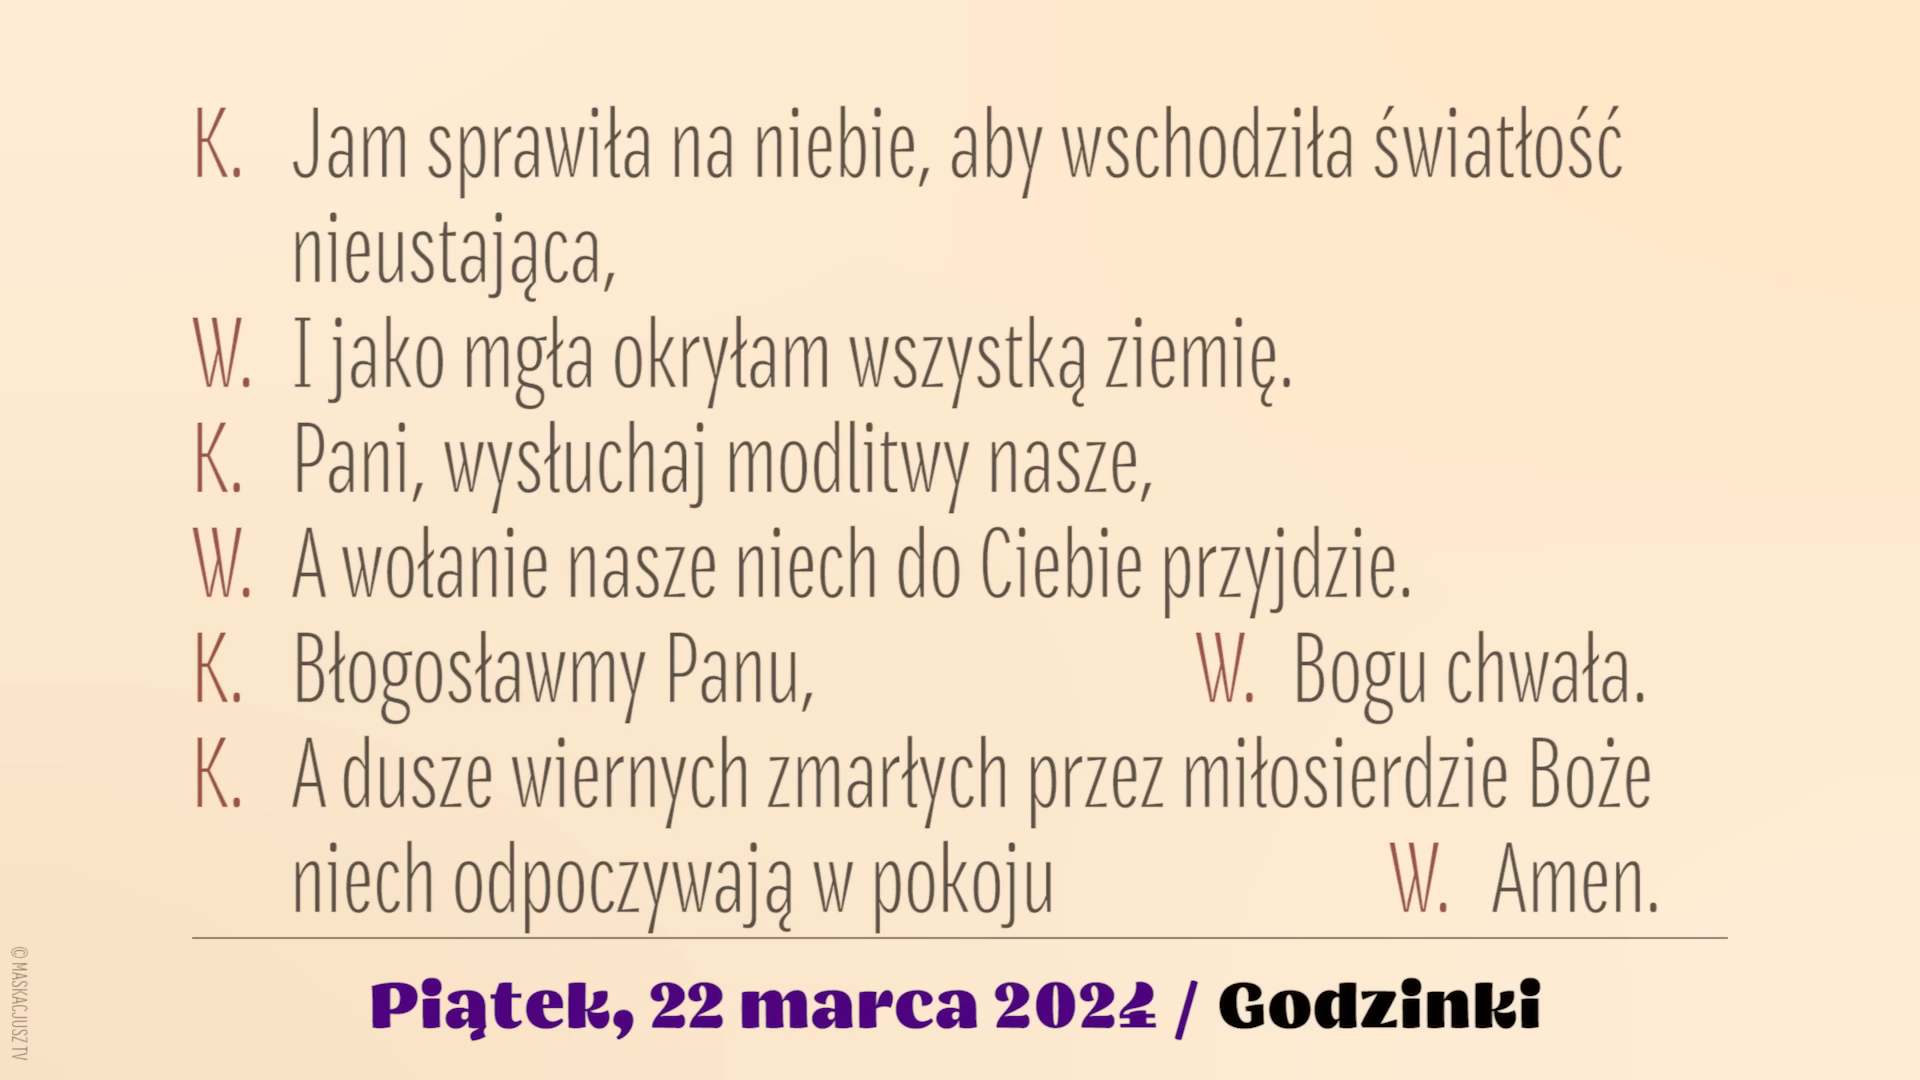 K. Jam sprawiła na niebie, aby wschodziła światłość
nieustająca,
W. I jako mgła okryłam wszystką ziemię.
K. Pani, wysłuchaj modlitwy nasze,
W. A wołanie nasze niech do Ciebie przyjdzie.
K. Błogosławmy Panu, W. Bogu chwała.
K. A dusze wiernych zmarłych przez miłosierdzie Boże
niech odpoczywają w pokoju W. Amen.
Piątek, 22 marca 2024 / Godzinki
© MASKACJUSZ TV